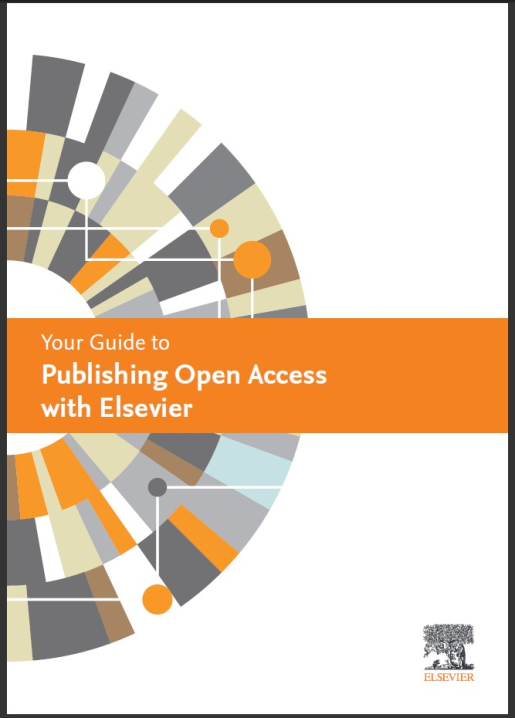 Your Guide to
Publishing Open Access
with Elsevier
ELSEVIER